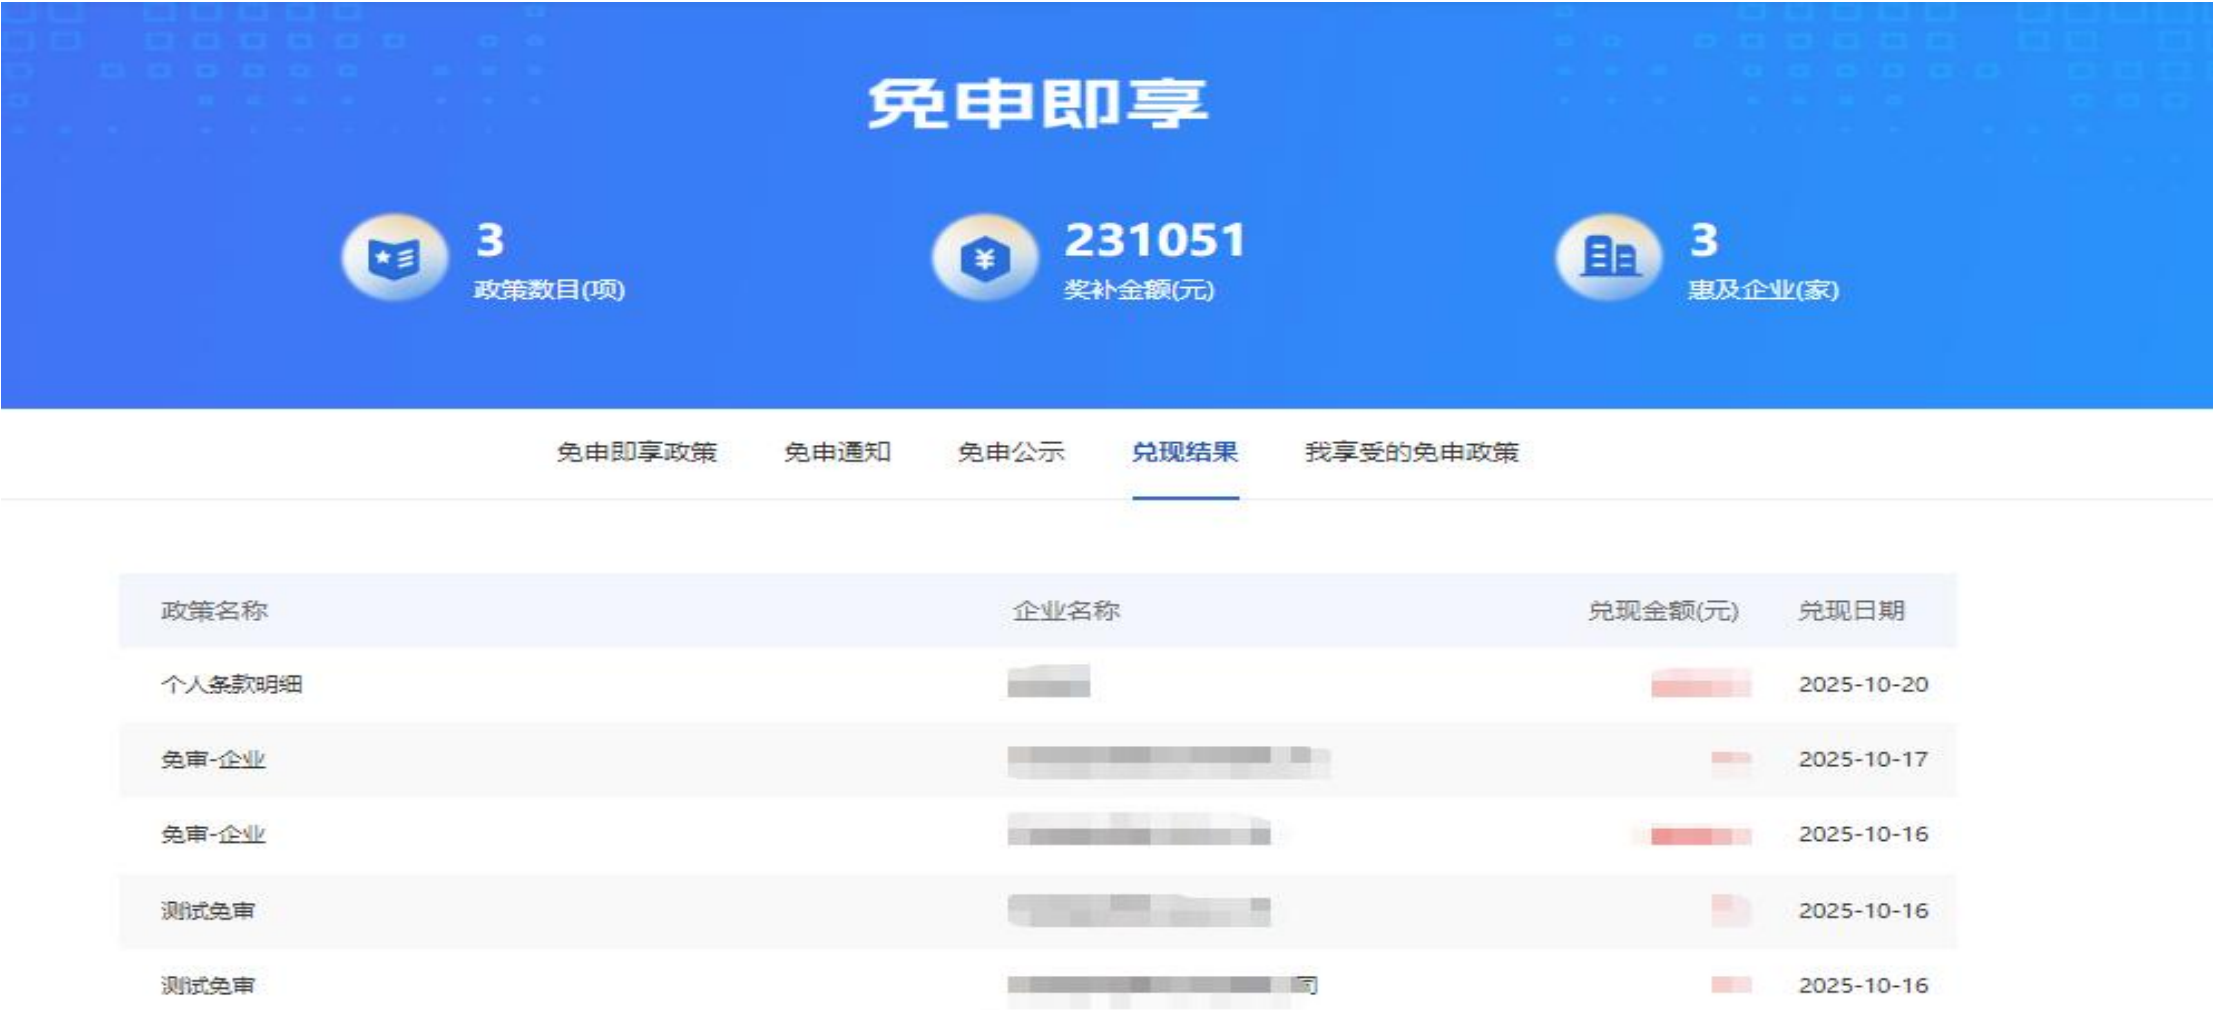 免申即享
3
政策数目(项)
231051
奖补金额(元)
3
惠及企业(家)
免申即享政策 免申通知 免申公示 兑现结果 我享受的免申政策
政策名称 企业名称 兑现金额(元) 兑现日期
个人条款明细 2025-10-20
免审-企业 2025-10-17
免审-企业 2025-10-16
测试免审 2025-10-16
测试免审 司 2025-10-16